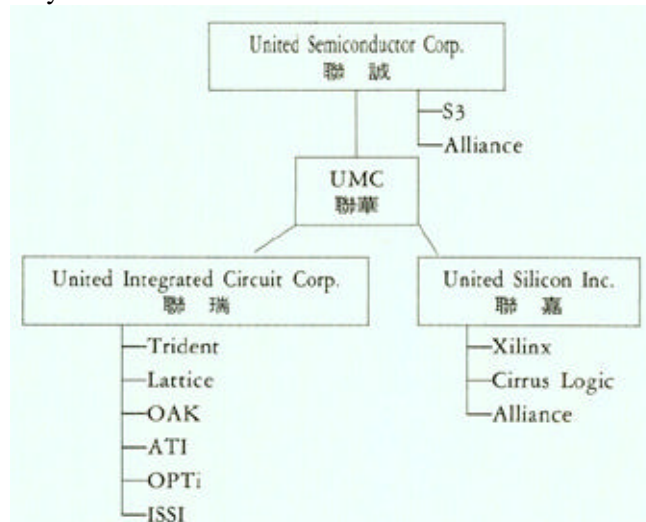 United Semiconductor Corp.
聯 誠
S3
Alliance
UMC
聯華
United Integrated Circuit Corp.
聯 瑞
United Silicon Inc.
聯 嘉
Trident
Lattice
OAK
ATI
OPTi
ISSI
Xilinx
Cirrus Logic
Alliance